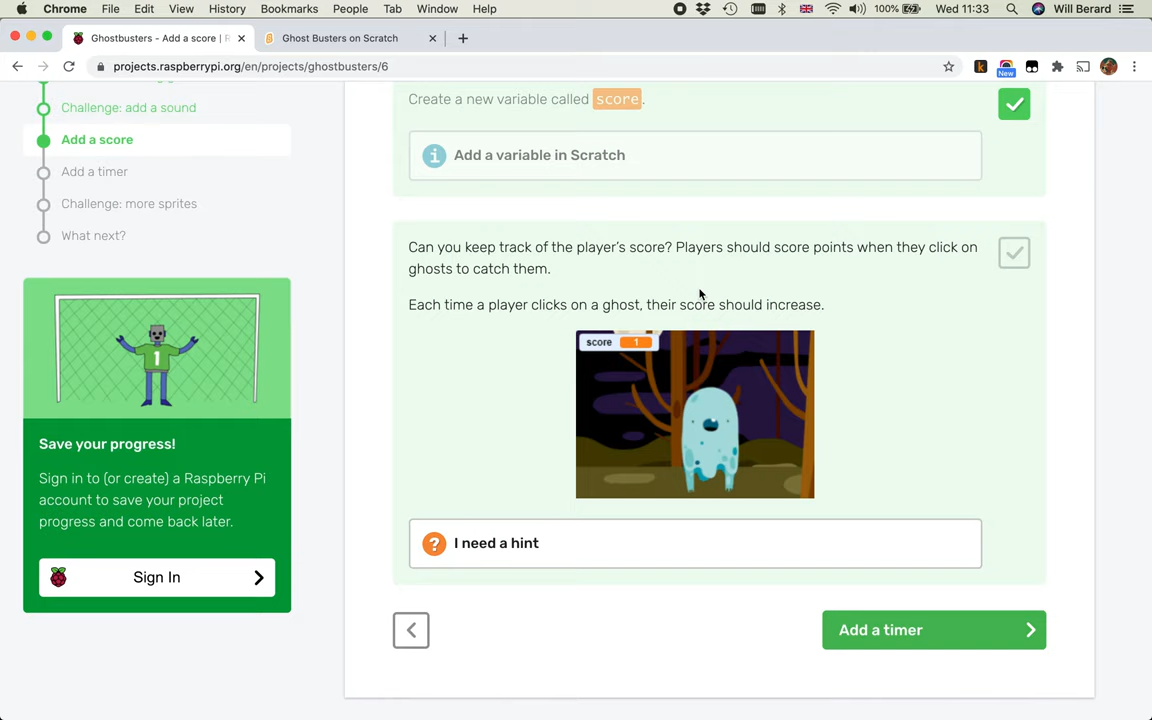 Chrome File Edit View History Bookmarks People Tab Window Help 100% Wed 11:33 Will Berard
Ghostbusters - Add a score | R
Ghost Busters on Scratch
projects.raspberrypi.org/en/projects/ghostbusters/6
New
Challenge: add a sound
Add a score
Add a timer
Challenge: more sprites
What next?
1
Save your progress!
Sign in to (or create) a Raspberry Pi
account to save your project
progress and come back later.
Sign In
Create a new variable called score.
Add a variable in Scratch
Can you keep track of the player's score? Players should score points when they click on
ghosts to catch them.
Each time a player clicks on a ghost, their score should increase.
score 1
I need a hint
Add a timer